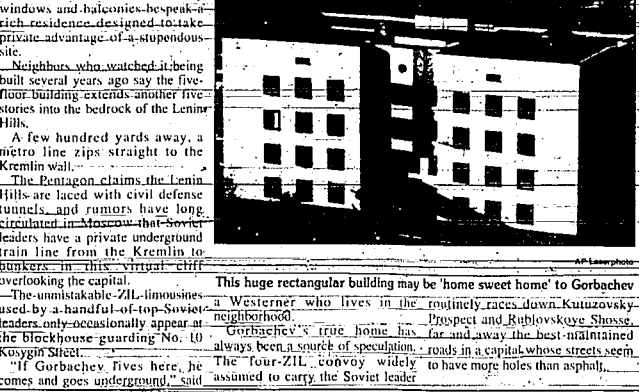 windows and balconies bespeak a
rich residence designed to take
private advantage of a stupendous
site.
Neighbors who watched it being
built several years ago say the five-
floor building extends another five
stories into the bedrock of the Lenin
Hills.
A few hundred yards away, a
metro line zips straight to the
Kremlin wall.
The Pentagon claims the Lenin
Hills are laced with civil defense
tunnels, and rumors have long
circulated in Moscow that Soviet
leaders have a private underground
train line from the Kremlin to
bunkers in this virtual cliff
overlooking the capital.
The unmistakable ZIL limousines
used by a handful of top Soviet
leaders only occasionally appear at
the blockhouse guarding No. 10
Kosygin Street.
"If Gorbachev lives here, he
comes and goes underground," said
AP Laserphoto
This huge rectangular building may be 'home sweet home' to Gorbachev
a Westerner who lives in the
neighborhood.
Gorbachev's true home has
always been a source of speculation.
The four-ZIL convoy widely
assumed to carry the Soviet leader
routinely races down Kutuzovsky
Prospect and Rublovskoye Shosse,
far and away the best-maintained
roads in a capital whose streets seem
to have more holes than asphalt.